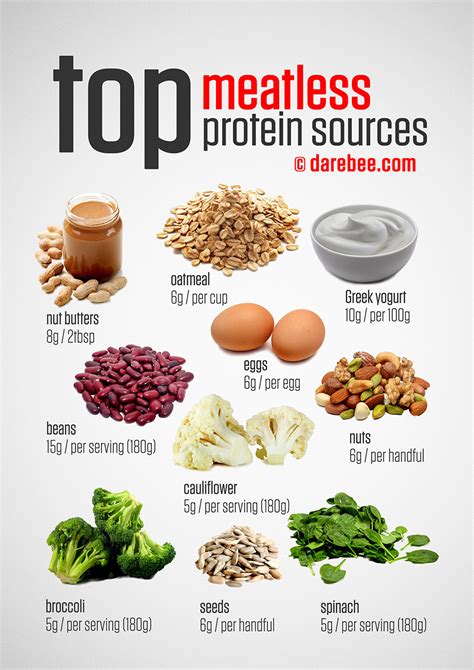 top meatless
protein sources
© darebee.com
nut butters
8g / 2tbsp
oatmeal
6g / per cup
Greek yogurt
10g / per 100g
eggs
6g / per egg
beans
15g / per serving (180g)
nuts
6g / per handful
cauliflower
5g / per serving (180g)
broccoli
5g / per serving (180g)
seeds
6g / per handful
spinach
5g / per serving (180g)